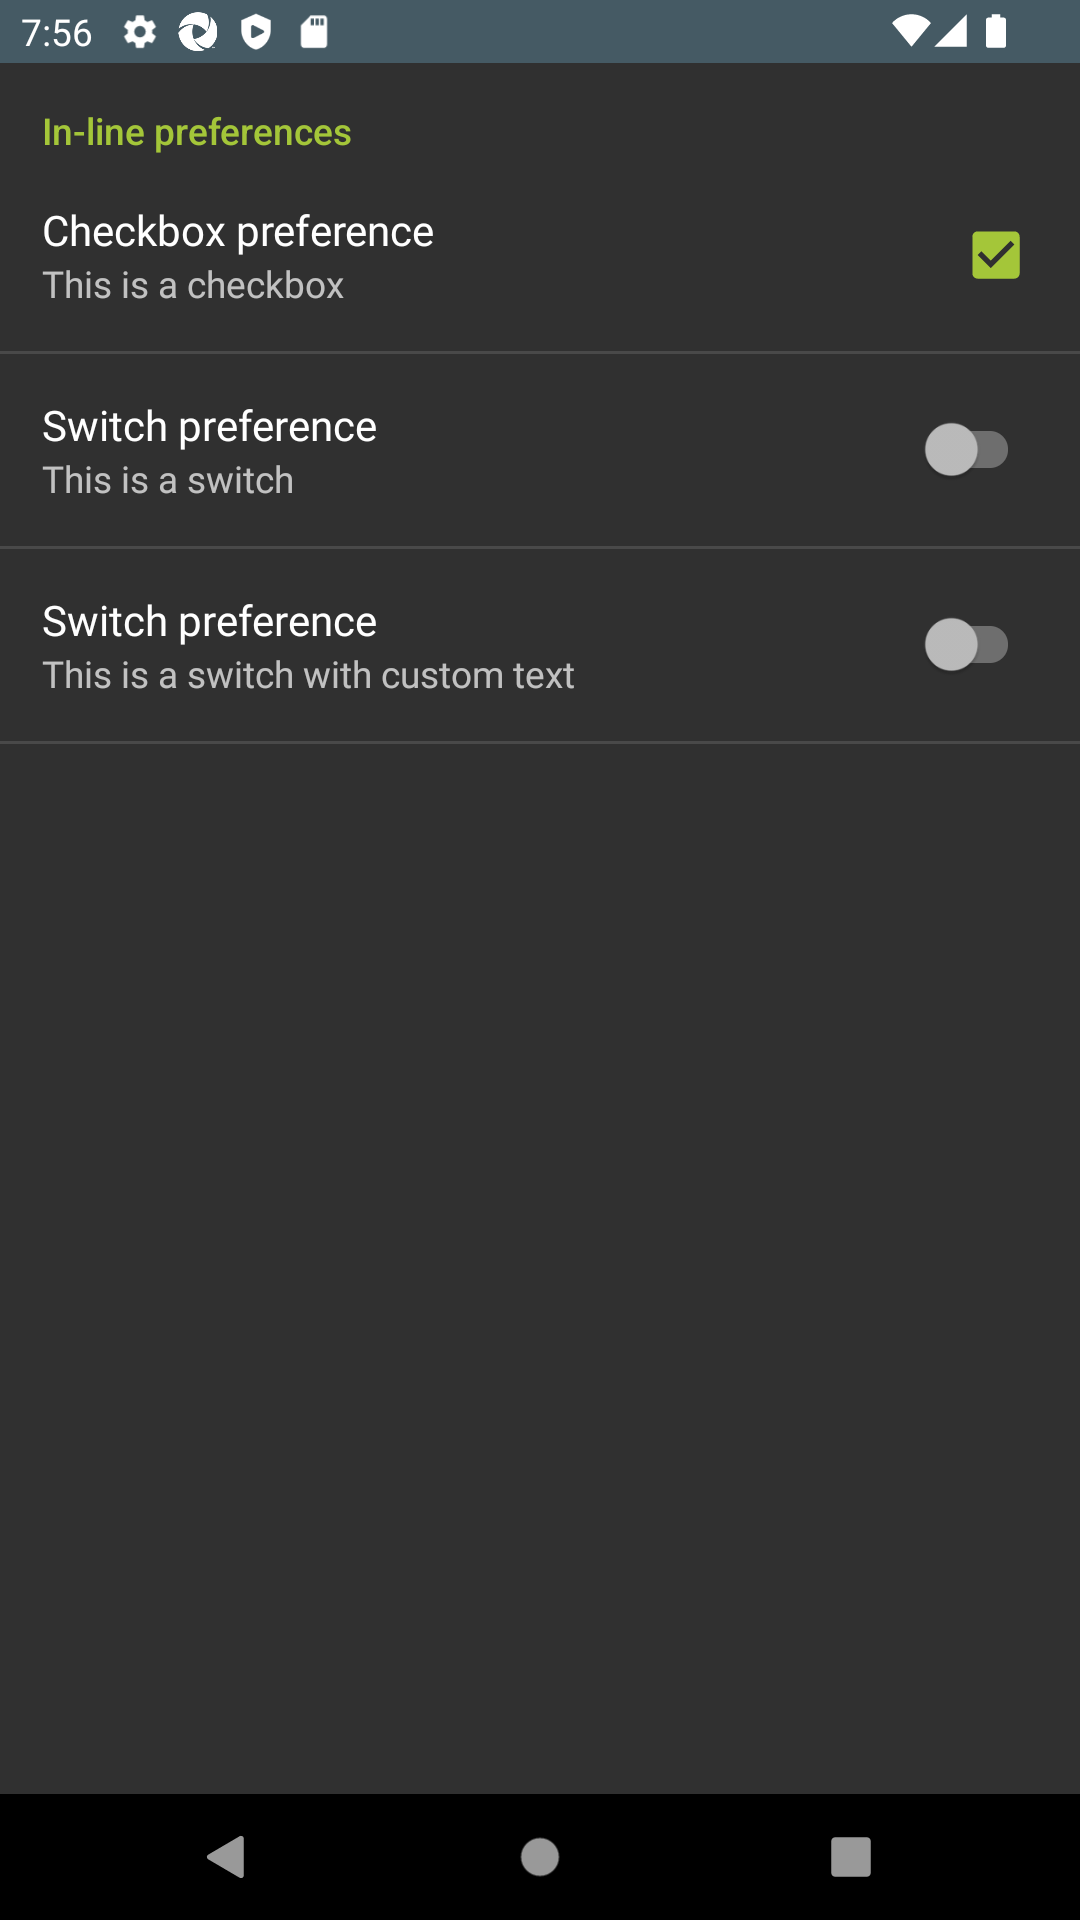 7:56
In-line preferences
Checkbox preference
This is a checkbox
Switch preference
This is a switch
Switch preference
This is a switch with custom text